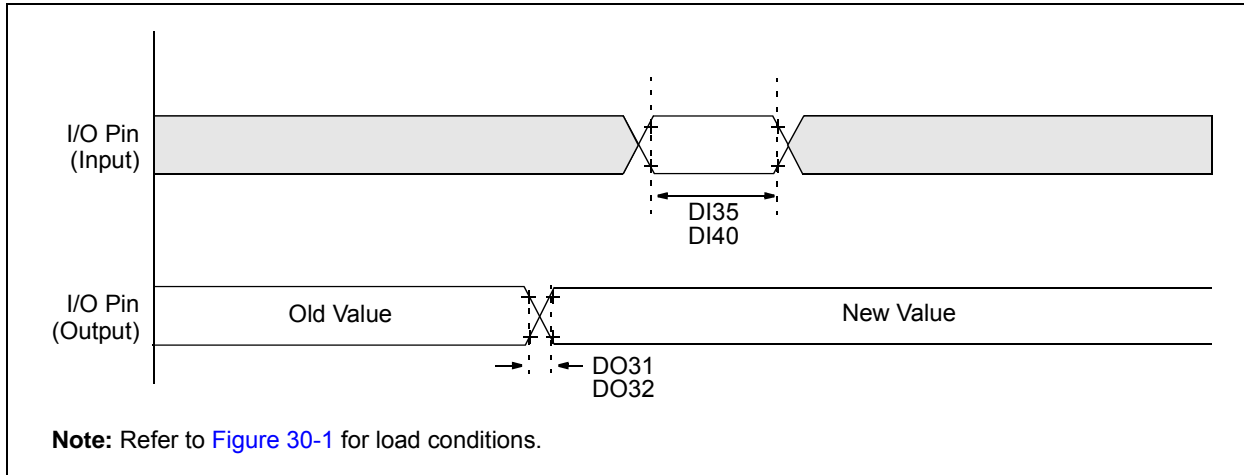 I/O Pin
(Input)
DI35
DI40
I/O Pin
(Output)
Old Value
New Value
DO31
DO32
Note: Refer to Figure 30-1 for load conditions.